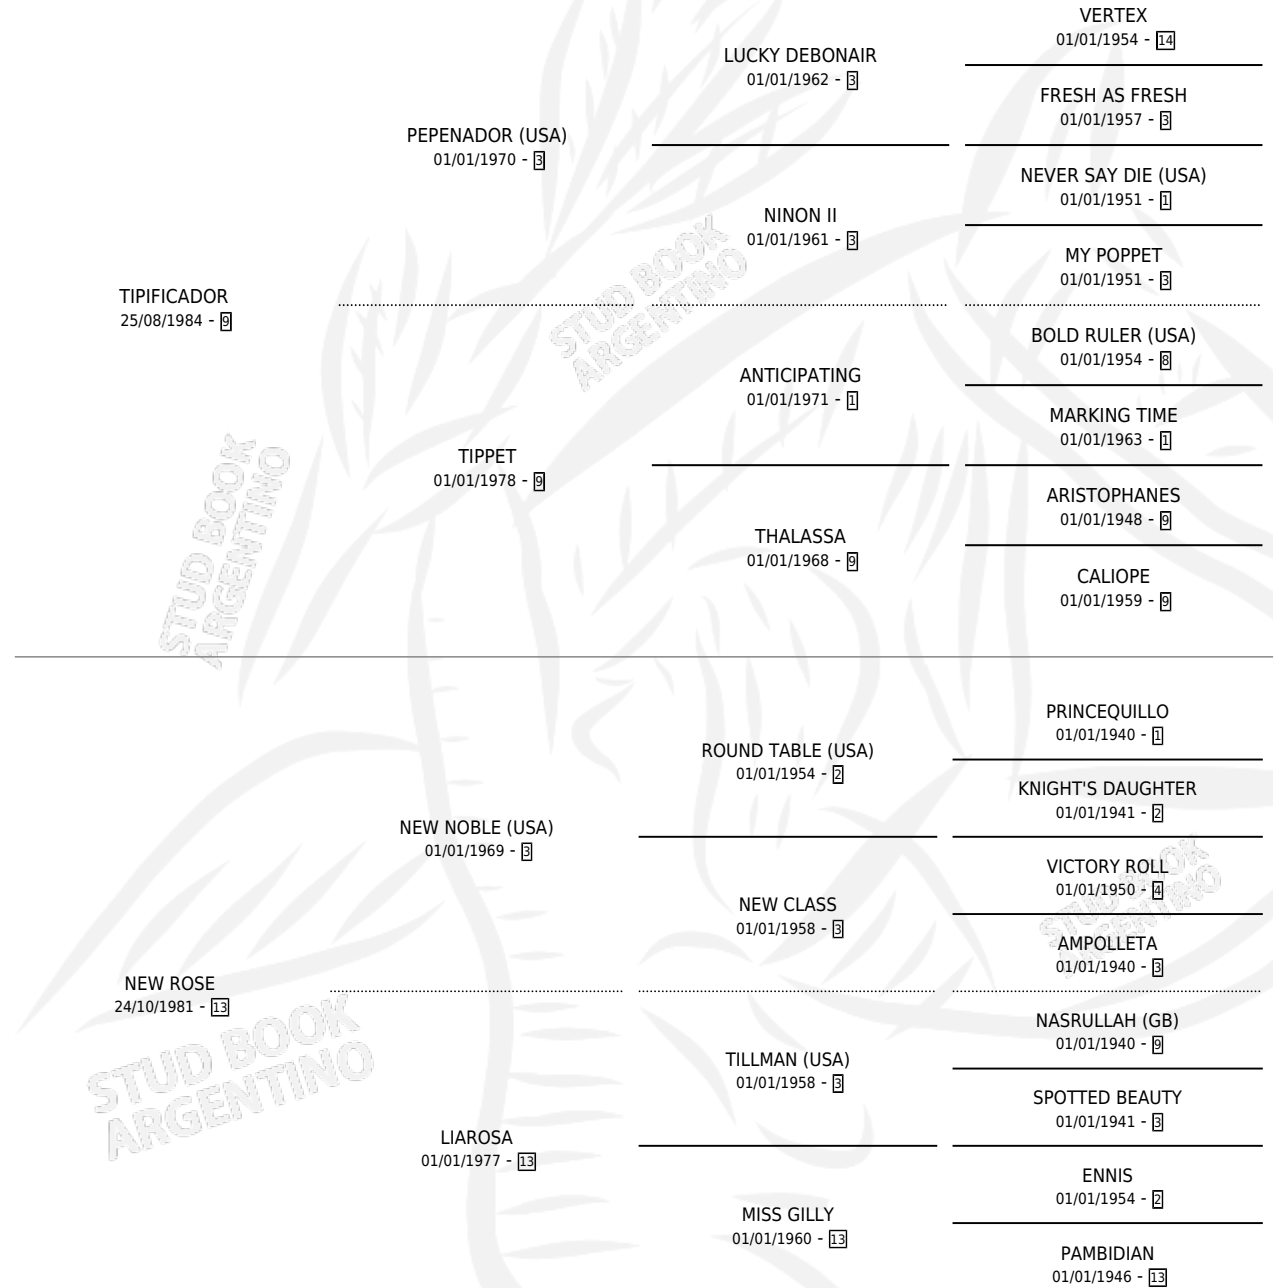 VERTEX
01/01/1954 - 14
LUCKY DEBONAIR
01/01/1962 - 3
FRESH AS FRESH
01/01/1957 - 3
PEPENADOR (USA)
01/01/1970 - 3
NEVER SAY DIE (USA)
01/01/1951 - 1
NINON II
01/01/1961 - 3
MY POPPET
01/01/1951 - 3
TIPIFICADOR
25/08/1984 - 9
BOLD RULER (USA)
01/01/1954 - 8
ANTICIPATING
01/01/1971 - 1
MARKING TIME
01/01/1963 - 1
TIPPET
01/01/1978 - 9
ARISTOPHANES
01/01/1948 - 9
THALASSA
01/01/1968 - 9
CALIOPE
01/01/1959 - 9
STUD BOOK
ARGENTINO
STUD BOOK
ARGENTINO
PRINCEQUILLO
01/01/1940 - 1
ROUND TABLE (USA)
01/01/1954 - 2
KNIGHT'S DAUGHTER
01/01/1941 - 2
NEW NOBLE (USA)
01/01/1969 - 3
VICTORY ROLL
01/01/1950 - 4
NEW CLASS
01/01/1958 - 3
AMPOLLETA
01/01/1940 - 3
NEW ROSE
24/10/1981 - 13
NASRULLAH (GB)
01/01/1940 - 9
TILLMAN (USA)
01/01/1958 - 3
SPOTTED BEAUTY
01/01/1941 - 3
LIAROSA
01/01/1977 - 13
ENNIS
01/01/1954 - 2
MISS GILLY
01/01/1960 - 13
PAMBIDIAN
01/01/1946 - 13
STUD BOOK
ARGENTINO
STUD BOOK
ARGENTINO